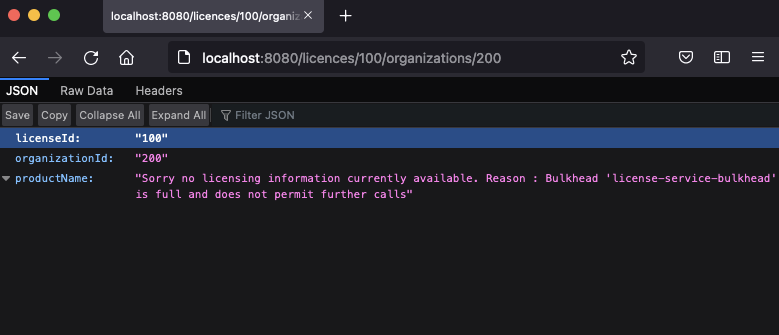 localhost:8080/licences/100/organiz
localhost:8080/licences/100/organizations/200
JSON Raw Data Headers
Save Copy Collapse All Expand All Filter JSON
licenseId: "100"
organizationId: "200"
productName: "Sorry no licensing information currently available. Reason : Bulkhead 'license-service-bulkhead'
is full and does not permit further calls"